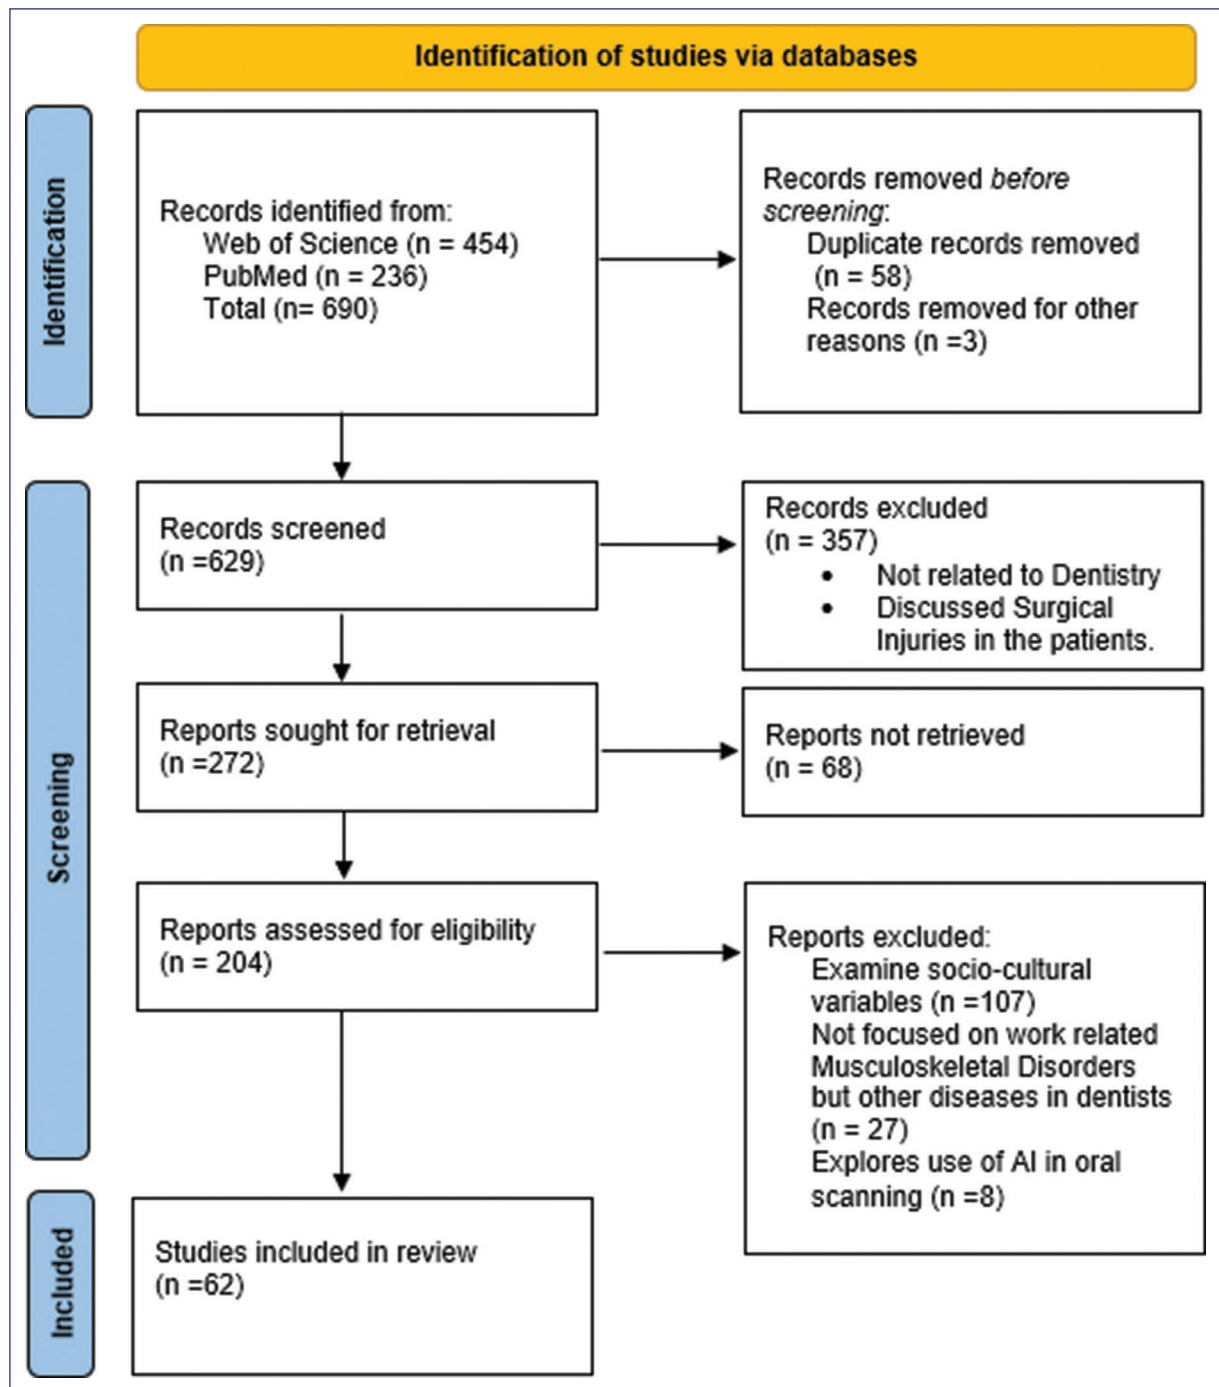 Identification of studies via databases
Identification
Records identified from:
Web of Science (n = 454)
PubMed (n = 236)
Total (n= 690)
Records removed before
screening:
Duplicate records removed
(n = 58)
Records removed for other
reasons (n =3)
Screening
Records screened
(n =629)
Records excluded
(n = 357)
• Not related to Dentistry
• Discussed Surgical
Injuries in the patients.
Reports sought for retrieval
(n =272)
Reports not retrieved
(n = 68)
Reports assessed for eligibility
(n = 204)
Reports excluded:
Examine socio-cultural
variables (n =107)
Not focused on work related
Musculoskeletal Disorders
but other diseases in dentists
(n = 27)
Explores use of AI in oral
scanning (n =8)
Included
Studies included in review
(n =62)